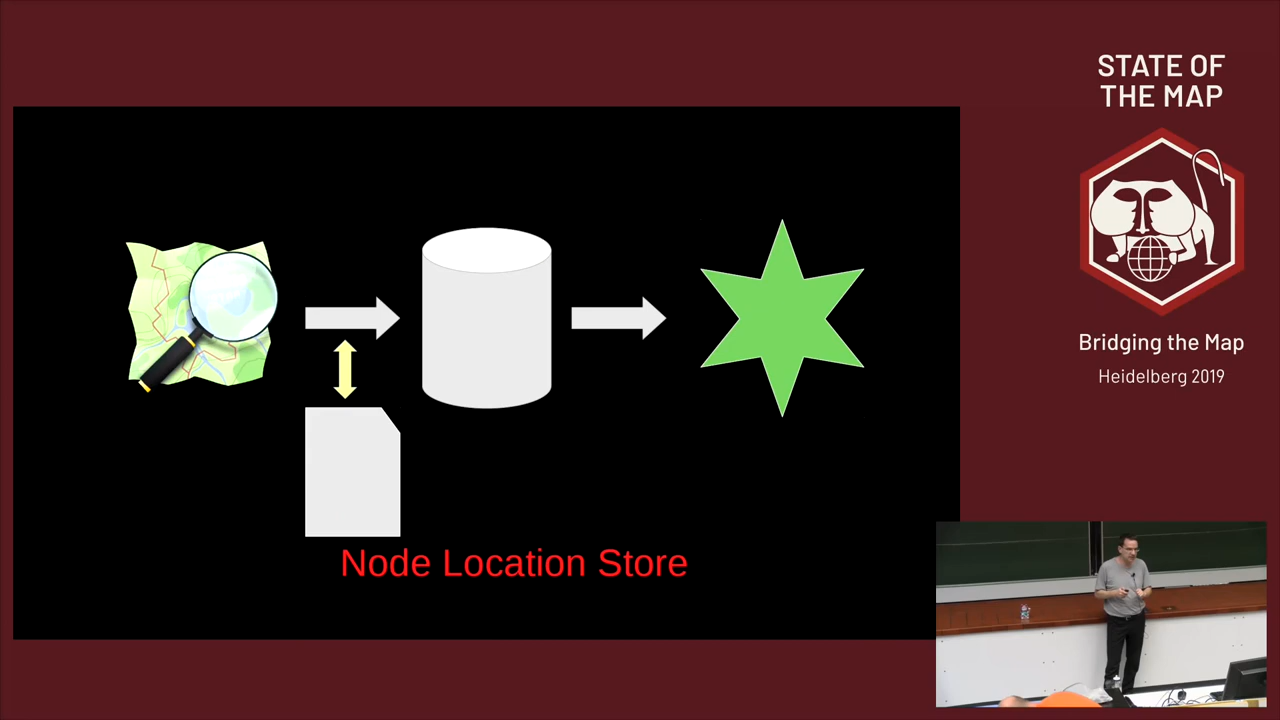 STATE OF
THE MAP
Bridging the Map
Heidelberg 2019
Node Location Store